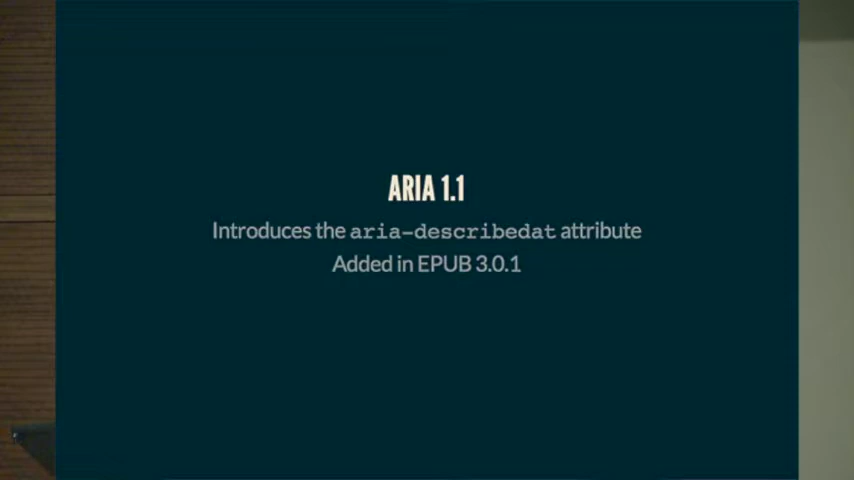 ARIA 1.1
Introduces the aria-describedat attribute
Added in EPUB 3.0.1